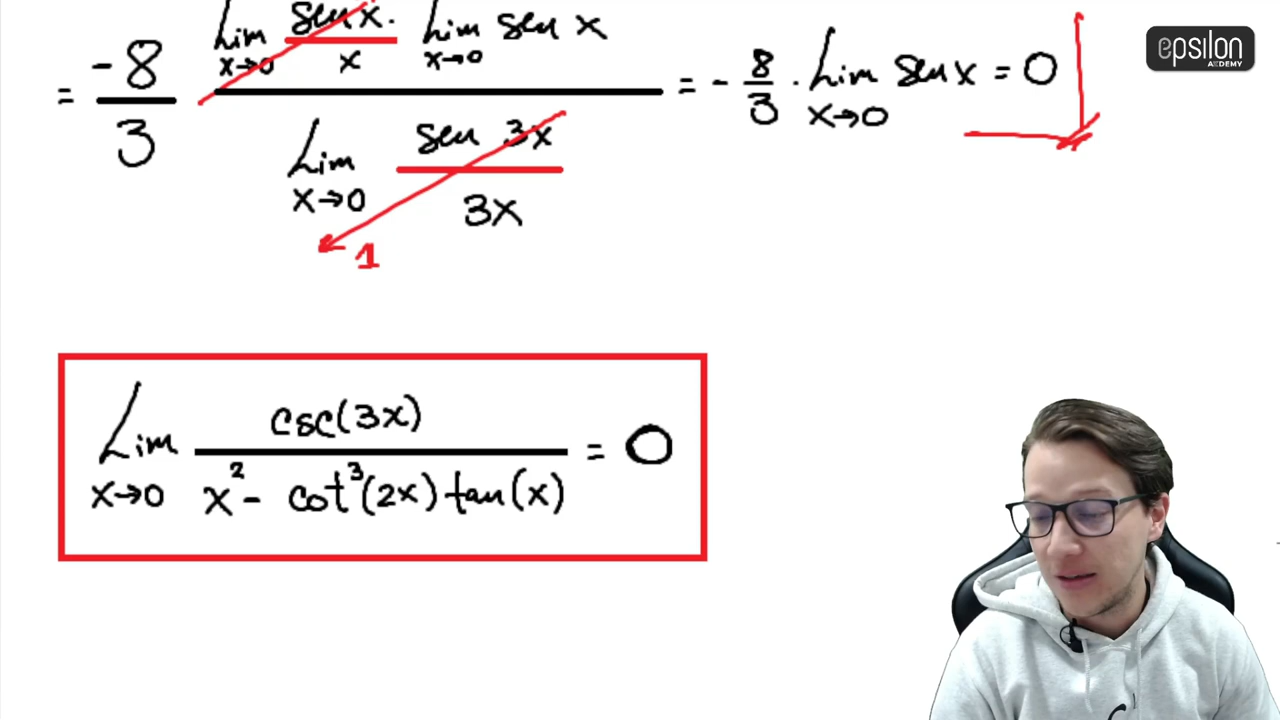 = -8/3 Lim x→0 sen x/x · Lim x→0 sen x / Lim x→0 sen 3x/3x = - 8/3 · Lim x→0 sen x = 0
1
Lim x→0 csc(3x) / x² - cot³(2x) tan(x) = 0
epsilon
ACADEMY